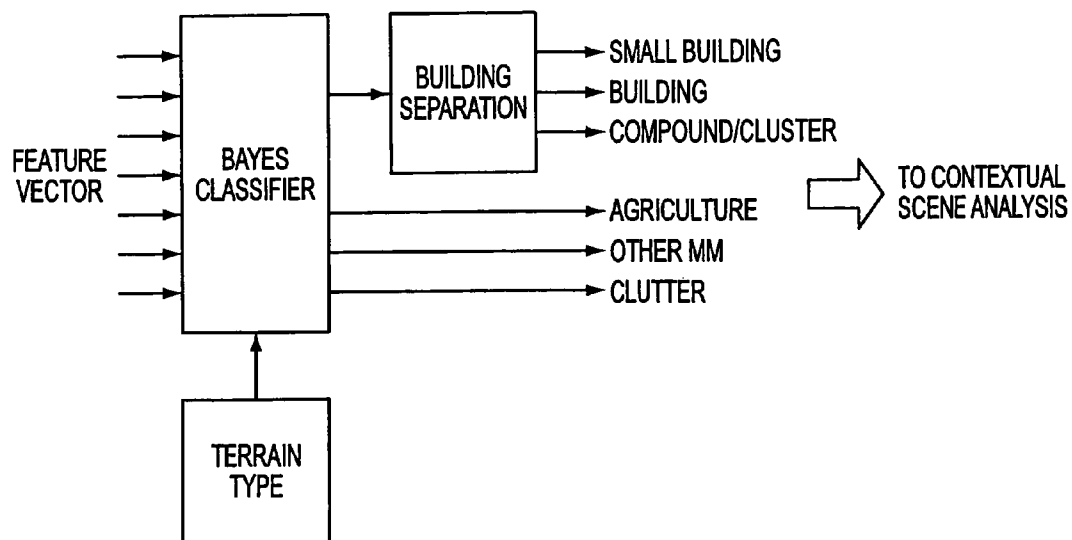 FEATURE
VECTOR
BAYES
CLASSIFIER
BUILDING
SEPARATION
SMALL BUILDING
BUILDING
COMPOUND/CLUSTER
AGRICULTURE
OTHER MM
CLUTTER
TO CONTEXTUAL
SCENE ANALYSIS
TERRAIN
TYPE